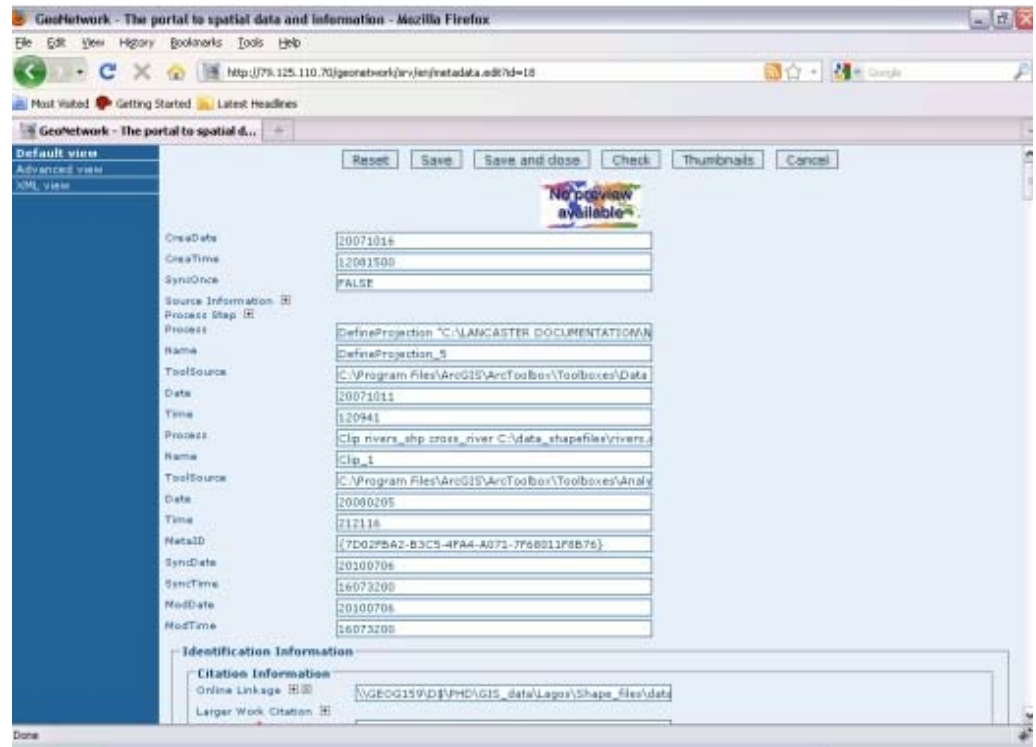 GeoNetwork - The portal to spatial data and information - Mozilla Firefox
File Edit View History Bookmarks Tools Help
http://79.125.110.70/geonetwork/srv/en/metadata.edit?id=18
Google
Most Visited Getting Started Latest Headlines
GeoNetwork - The portal to spatial d...
Default view
Advanced view
XML view
Reset Save Save and close Check Thumbnails Cancel
No preview
available
CreaDate 20071016
CreaTime 12081500
SyncOnce FALSE
Source Information
Process Step
Process DefineProjection "C:\LANCASTER DOCUMENTATION\N
Name DefineProjection_5
ToolSource C:\Program Files\ArcGIS\ArcToolbox\Toolboxes\Data
Date 20071011
Time 120941
Process Clip rivers_shp cross_river C:\data_shapefiles\rivers.
Name Clip_1
ToolSource C:\Program Files\ArcGIS\ArcToolbox\Toolboxes\Analy
Date 20080205
Time 212116
MetaID {7D02FBA2-B3C5-4FA4-A071-7F68011F8B76}
SyncDate 20100706
SyncTime 16073200
ModDate 20100706
ModTime 16073200
Identification Information
Citation Information
Online Linkage \\GEOG159\D$\PHD\GIS_data\Lagos\Shape_files\data
Larger Work Citation
Done